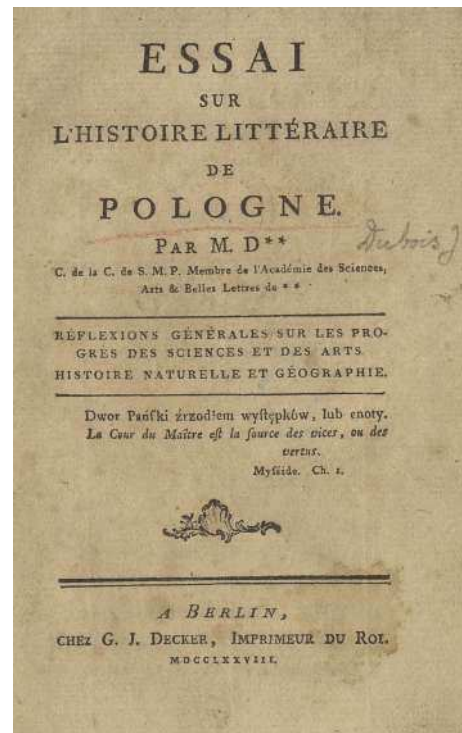 ESSAI
SUR
L'HISTOIRE LITTÉRAIRE
DE
POLOGNE.
PAR M. D**
Dubois J
C. de la C. de S. M. P. Membre de l'Académie des Sciences,
Arts & Belles Lettres de **
RÉFLEXIONS GÉNÉRALES SUR LES PRO-
GRÈS DES SCIENCES ET DES ARTS
HISTOIRE NATURELLE ET GÉOGRAPHIE.
Dwor Pańſki źrzodłem wyſtępków, lub cnoty.
La Cour du Maître eſt la ſource des vices, ou des
vertus.
Myſéide. Ch. 1.
A BERLIN,
CHEZ G. J. DECKER, IMPRIMEUR DU ROI.
MDCCLXXVIII.